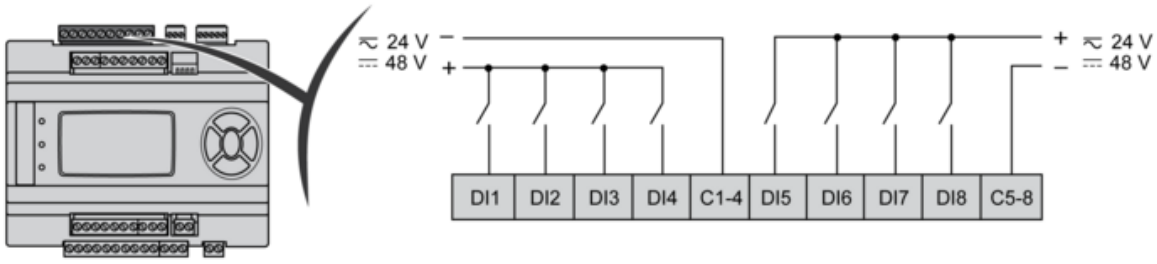 ⏦ 24 V −
⎓ 48 V +
+ ⏦ 24 V
− ⎓ 48 V
DI1 DI2 DI3 DI4 C1-4 DI5 DI6 DI7 DI8 C5-8